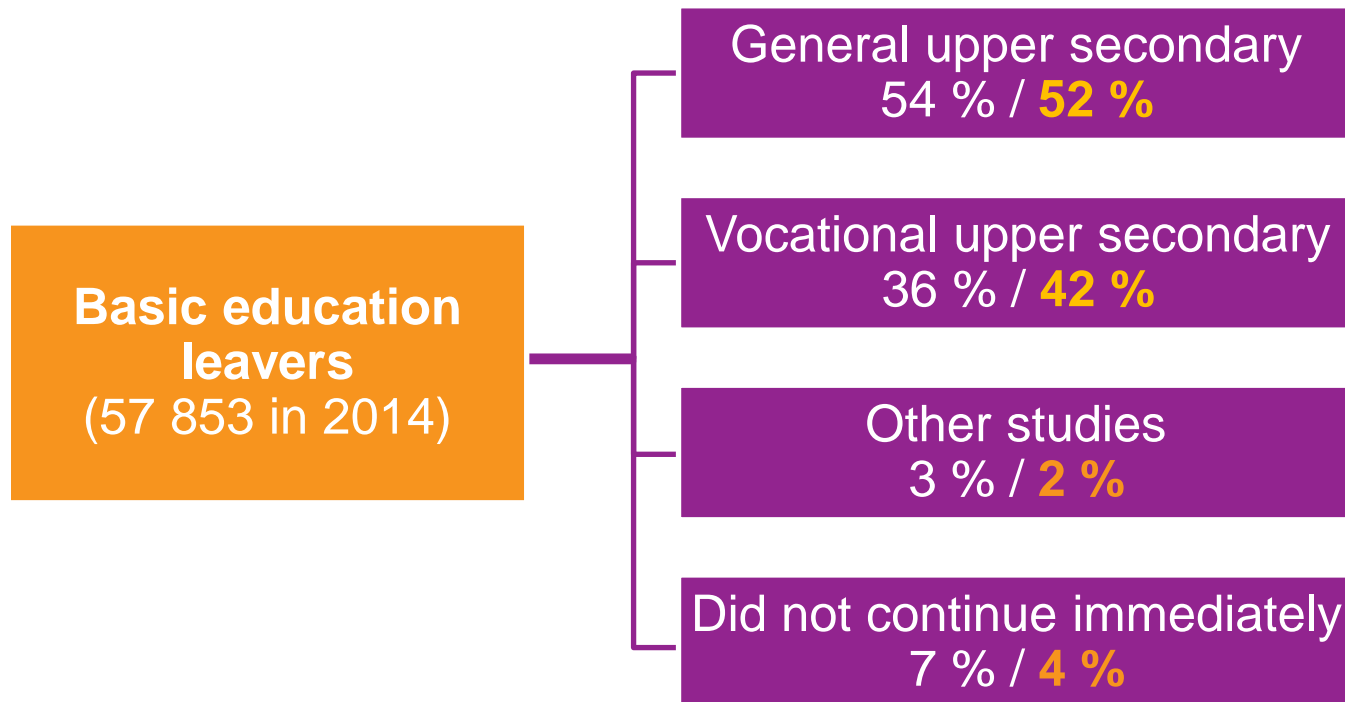 Basic education
leavers
(57 853 in 2014)
General upper secondary
54 % / 52 %
Vocational upper secondary
36 % / 42 %
Other studies
3 % / 2 %
Did not continue immediately
7 % / 4 %